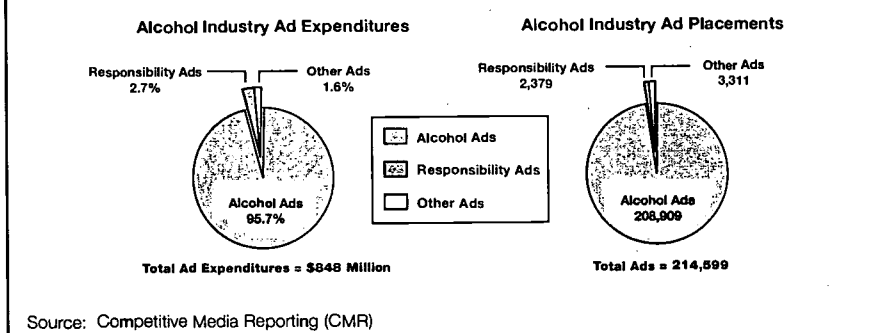 Alcohol Industry Ad Expenditures
Responsibility Ads
2.7%
Other Ads
1.6%
Alcohol Ads
95.7%
Total Ad Expenditures = $848 Million
Alcohol Ads
Responsibility Ads
Other Ads
Alcohol Industry Ad Placements
Responsibility Ads
2,379
Other Ads
3,311
Alcohol Ads
208,909
Total Ads = 214,599
Source: Competitive Media Reporting (CMR)